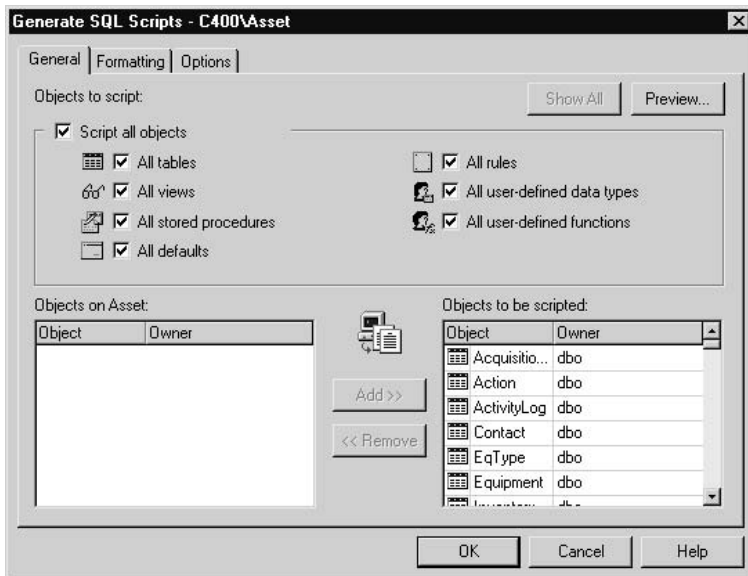 Generate SQL Scripts - C400\Asset
General Formatting Options
Objects to script:
Show All Preview...
Script all objects
All tables All rules
All views All user-defined data types
All stored procedures All user-defined functions
All defaults
Objects on Asset: Objects to be scripted:
Object Owner Object Owner
Acquisitio... dbo
Action dbo
Add >> ActivityLog dbo
Contact dbo
<< Remove EqType dbo
Equipment dbo
OK Cancel Help